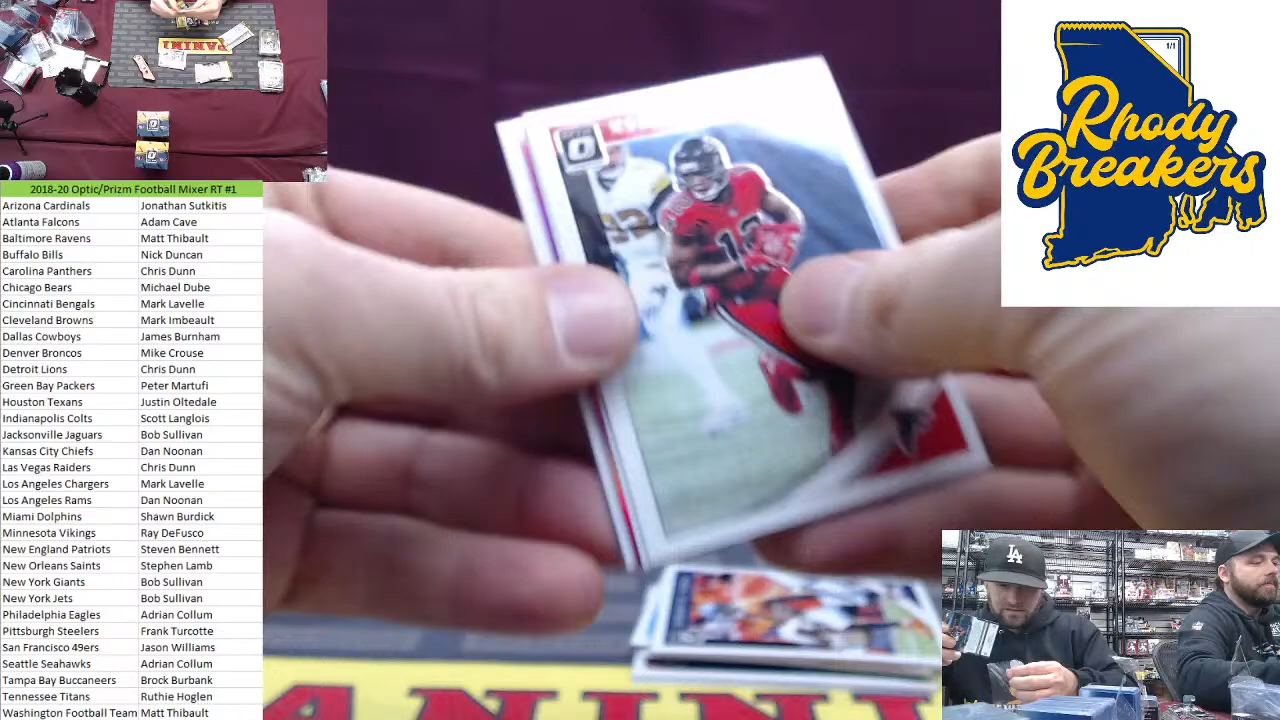 PANINI
1/1
Rhody
Breakers
2018-20 Optic/Prizm Football Mixer RT #1
Arizona Cardinals Jonathan Sutkitis
Atlanta Falcons Adam Cave
Baltimore Ravens Matt Thibault
Buffalo Bills Nick Duncan
Carolina Panthers Chris Dunn
Chicago Bears Michael Dube
Cincinnati Bengals Mark Lavelle
Cleveland Browns Mark Imbeault
Dallas Cowboys James Burnham
Denver Broncos Mike Crouse
Detroit Lions Chris Dunn
Green Bay Packers Peter Martufi
Houston Texans Justin Oltedale
Indianapolis Colts Scott Langlois
Jacksonville Jaguars Bob Sullivan
Kansas City Chiefs Dan Noonan
Las Vegas Raiders Chris Dunn
Los Angeles Chargers Mark Lavelle
Los Angeles Rams Dan Noonan
Miami Dolphins Shawn Burdick
Minnesota Vikings Ray DeFusco
New England Patriots Steven Bennett
New Orleans Saints Stephen Lamb
New York Giants Bob Sullivan
New York Jets Bob Sullivan
Philadelphia Eagles Adrian Collum
Pittsburgh Steelers Frank Turcotte
San Francisco 49ers Jason Williams
Seattle Seahawks Adrian Collum
Tampa Bay Buccaneers Brock Burbank
Tennessee Titans Ruthie Hoglen
Washington Football Team Matt Thibault
LA
PANINI